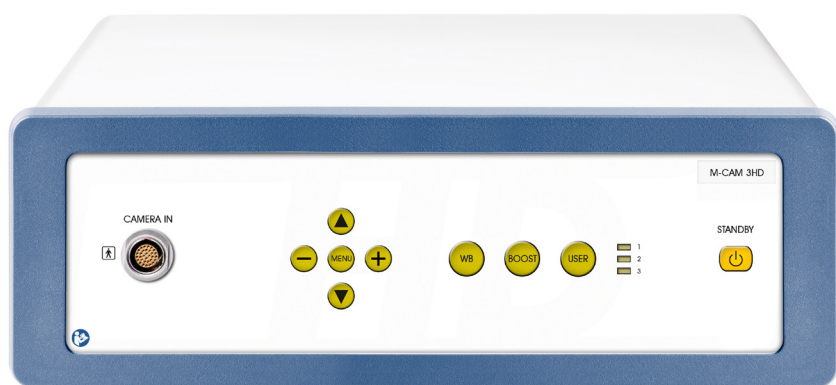 M-CAM 3HD
CAMERA IN
STANDBY
MENU
WB
BOOST
USER
1
2
3